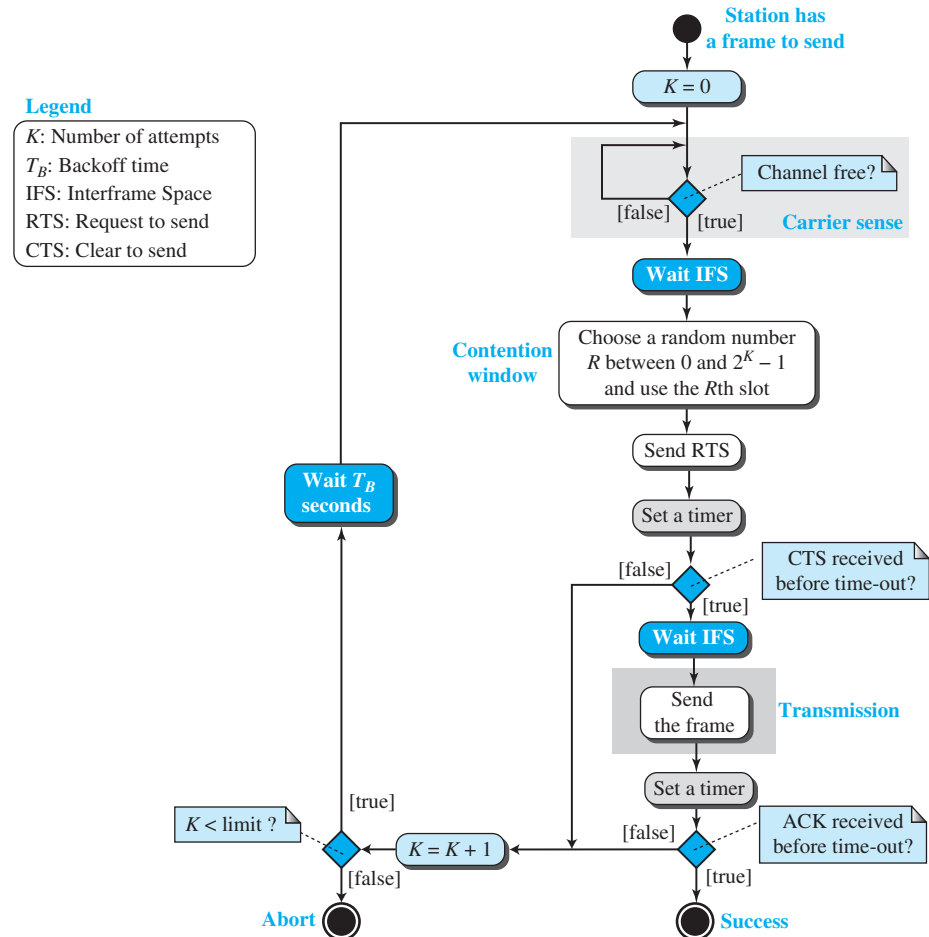 Station has
a frame to send
K = 0
Legend
K: Number of attempts
T_B: Backoff time
IFS: Interframe Space
RTS: Request to send
CTS: Clear to send
Channel free?
[false]
[true]
Carrier sense
Wait IFS
Contention
window
Choose a random number
R between 0 and 2^K − 1
and use the Rth slot
Send RTS
Wait T_B
seconds
Set a timer
CTS received
before time-out?
[false]
[true]
Wait IFS
Send
the frame
Transmission
Set a timer
[true]
K < limit ?
K = K + 1
[false]
ACK received
before time-out?
[false]
[true]
Abort
Success